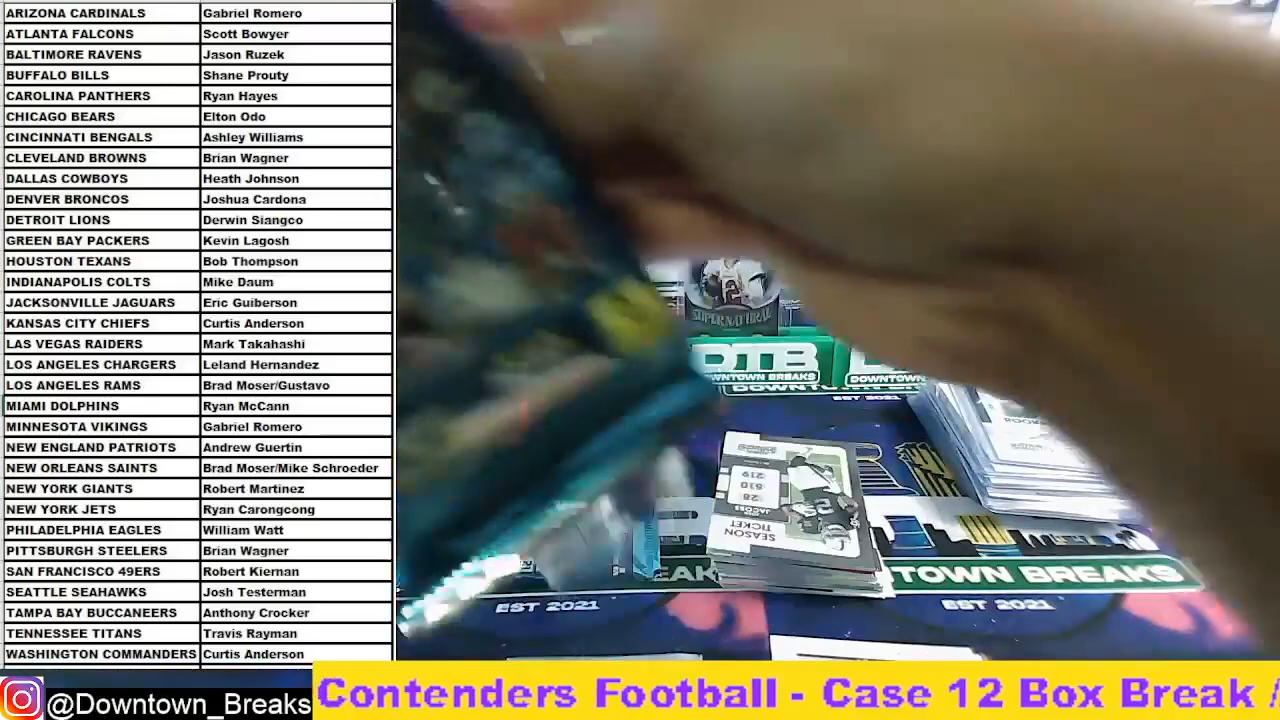 ARIZONA CARDINALS Gabriel Romero
ATLANTA FALCONS Scott Bowyer
BALTIMORE RAVENS Jason Ruzek
BUFFALO BILLS Shane Prouty
CAROLINA PANTHERS Ryan Hayes
CHICAGO BEARS Elton Odo
CINCINNATI BENGALS Ashley Williams
CLEVELAND BROWNS Brian Wagner
DALLAS COWBOYS Heath Johnson
DENVER BRONCOS Joshua Cardona
DETROIT LIONS Derwin Siangco
GREEN BAY PACKERS Kevin Lagosh
HOUSTON TEXANS Bob Thompson
INDIANAPOLIS COLTS Mike Daum
JACKSONVILLE JAGUARS Eric Guiberson
KANSAS CITY CHIEFS Curtis Anderson
LAS VEGAS RAIDERS Mark Takahashi
LOS ANGELES CHARGERS Leland Hernandez
LOS ANGELES RAMS Brad Moser/Gustavo
MIAMI DOLPHINS Ryan McCann
MINNESOTA VIKINGS Gabriel Romero
NEW ENGLAND PATRIOTS Andrew Guertin
NEW ORLEANS SAINTS Brad Moser/Mike Schroeder
NEW YORK GIANTS Robert Martinez
NEW YORK JETS Ryan Carongcong
PHILADELPHIA EAGLES William Watt
PITTSBURGH STEELERS Brian Wagner
SAN FRANCISCO 49ERS Robert Kiernan
SEATTLE SEAHAWKS Josh Testerman
TAMPA BAY BUCCANEERS Anthony Crocker
TENNESSEE TITANS Travis Rayman
WASHINGTON COMMANDERS Curtis Anderson
@Downtown_Breaks
Contenders Football - Case 12 Box Break
SUPERNATURAL
DTB
DOWNTOWN BREAKS
DOWNTOWN
DOWNTOWN BREAKS
EST 2021
SEASON
TICKET
JACOBS
28
219
TOWN BREAKS
EST 2021
EST 2021